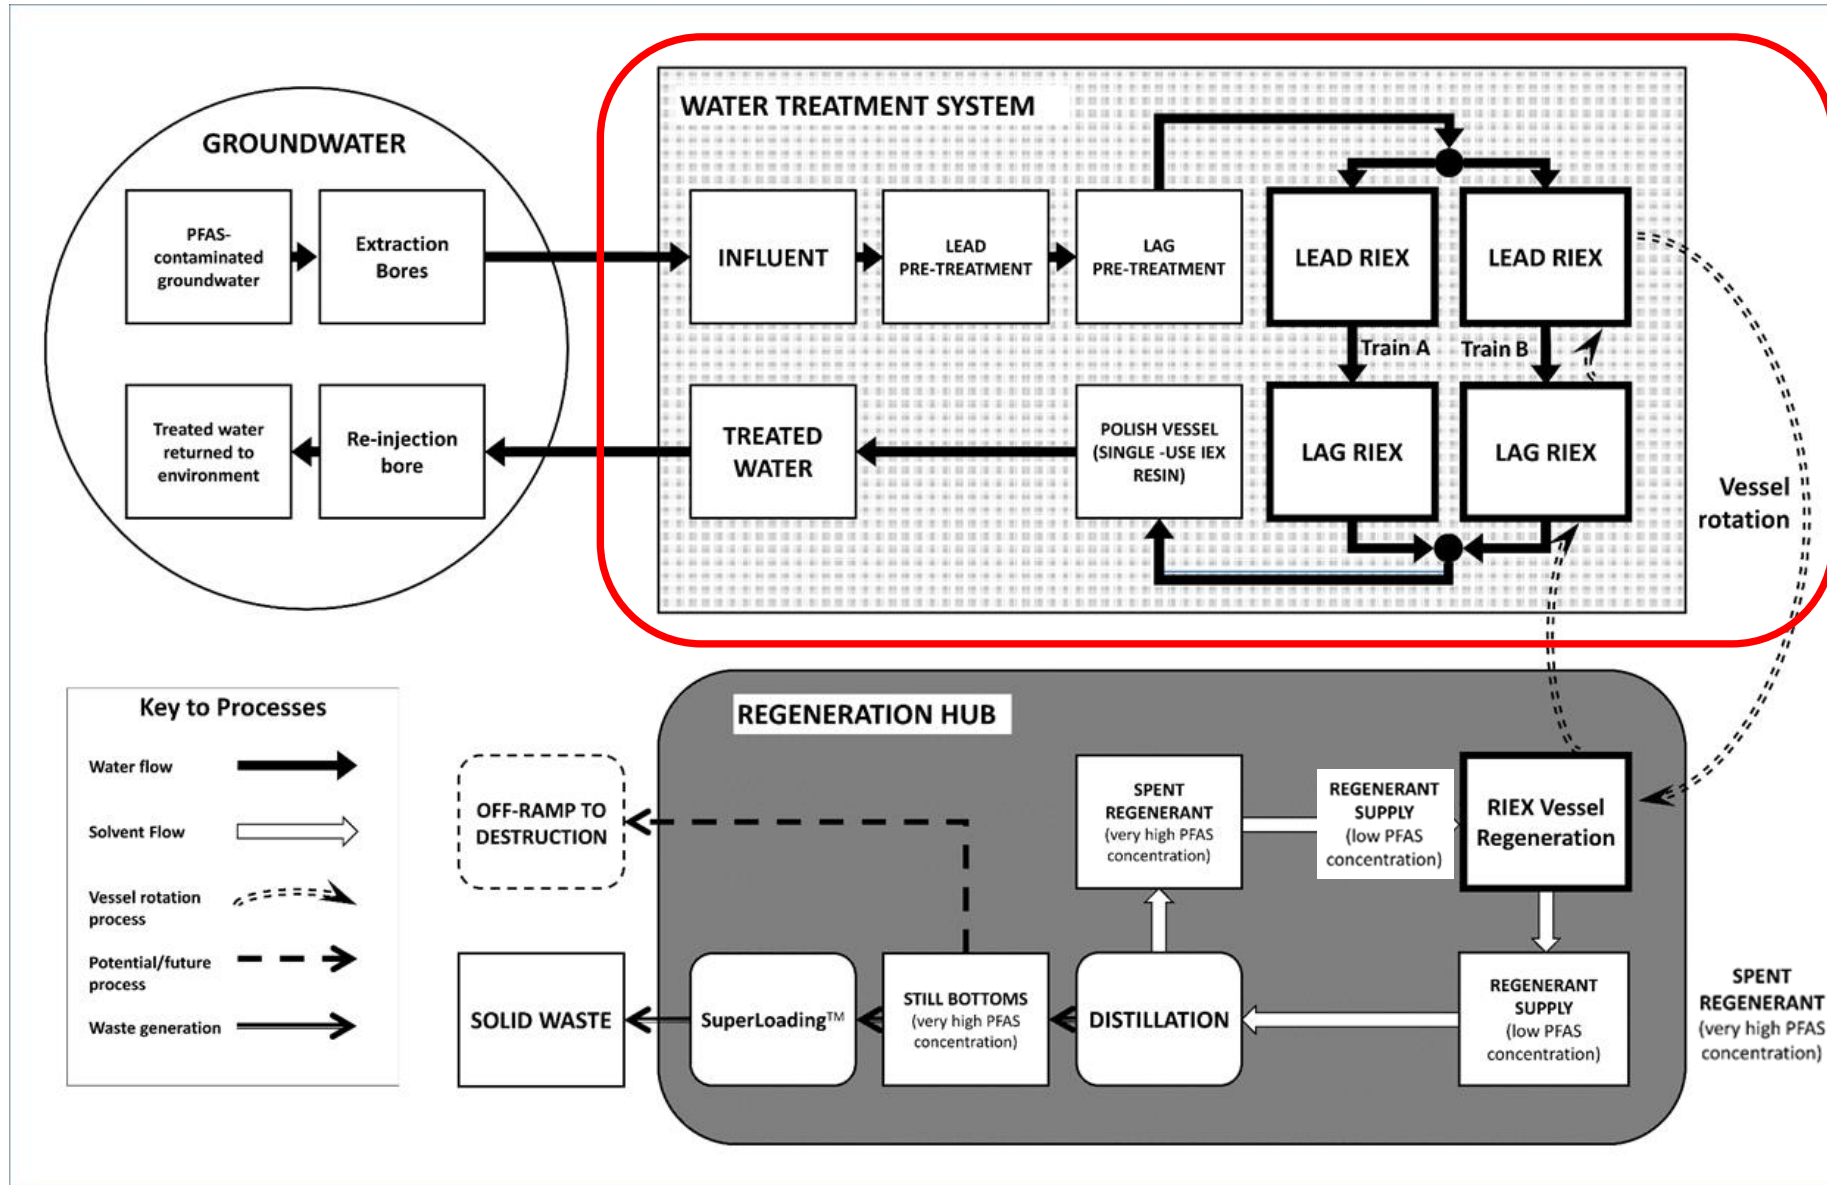 GROUNDWATER
PFAS-
contaminated
groundwater
Extraction
Bores
Treated water
returned to
environment
Re-injection
bore
WATER TREATMENT SYSTEM
INFLUENT
LEAD
PRE-TREATMENT
LAG
PRE-TREATMENT
LEAD RIEX
LEAD RIEX
Train A
Train B
TREATED
WATER
POLISH VESSEL
(SINGLE -USE IEX
RESIN)
LAG RIEX
LAG RIEX
Vessel
rotation
Key to Processes
Water flow
Solvent Flow
Vessel rotation
process
Potential/future
process
Waste generation
REGENERATION HUB
OFF-RAMP TO
DESTRUCTION
SPENT
REGENERANT
(very high PFAS
concentration)
REGENERANT
SUPPLY
(low PFAS
concentration)
RIEX Vessel
Regeneration
SOLID WASTE
SuperLoading™
STILL BOTTOMS
(very high PFAS
concentration)
DISTILLATION
REGENERANT
SUPPLY
(low PFAS
concentration)
SPENT
REGENERANT
(very high PFAS
concentration)